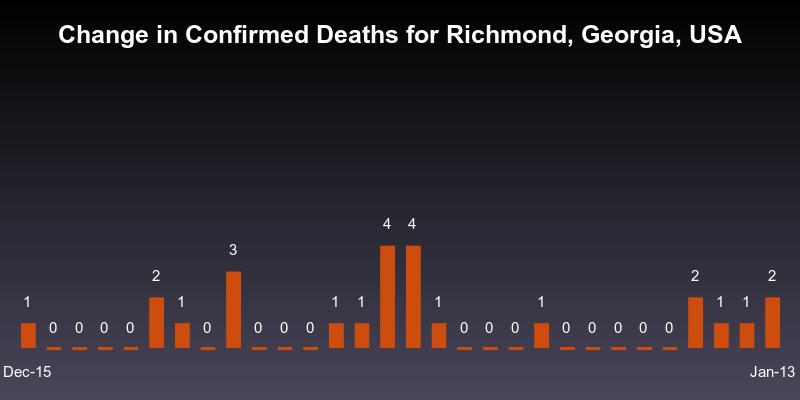 Change in Confirmed Deaths for Richmond, Georgia, USA
4 4
3
2 2 2
1 1 1 1 1 1 1 1
0 0 0 0 0 0 0 0 0 0 0 0 0 0 0 0
Dec-15 Jan-13